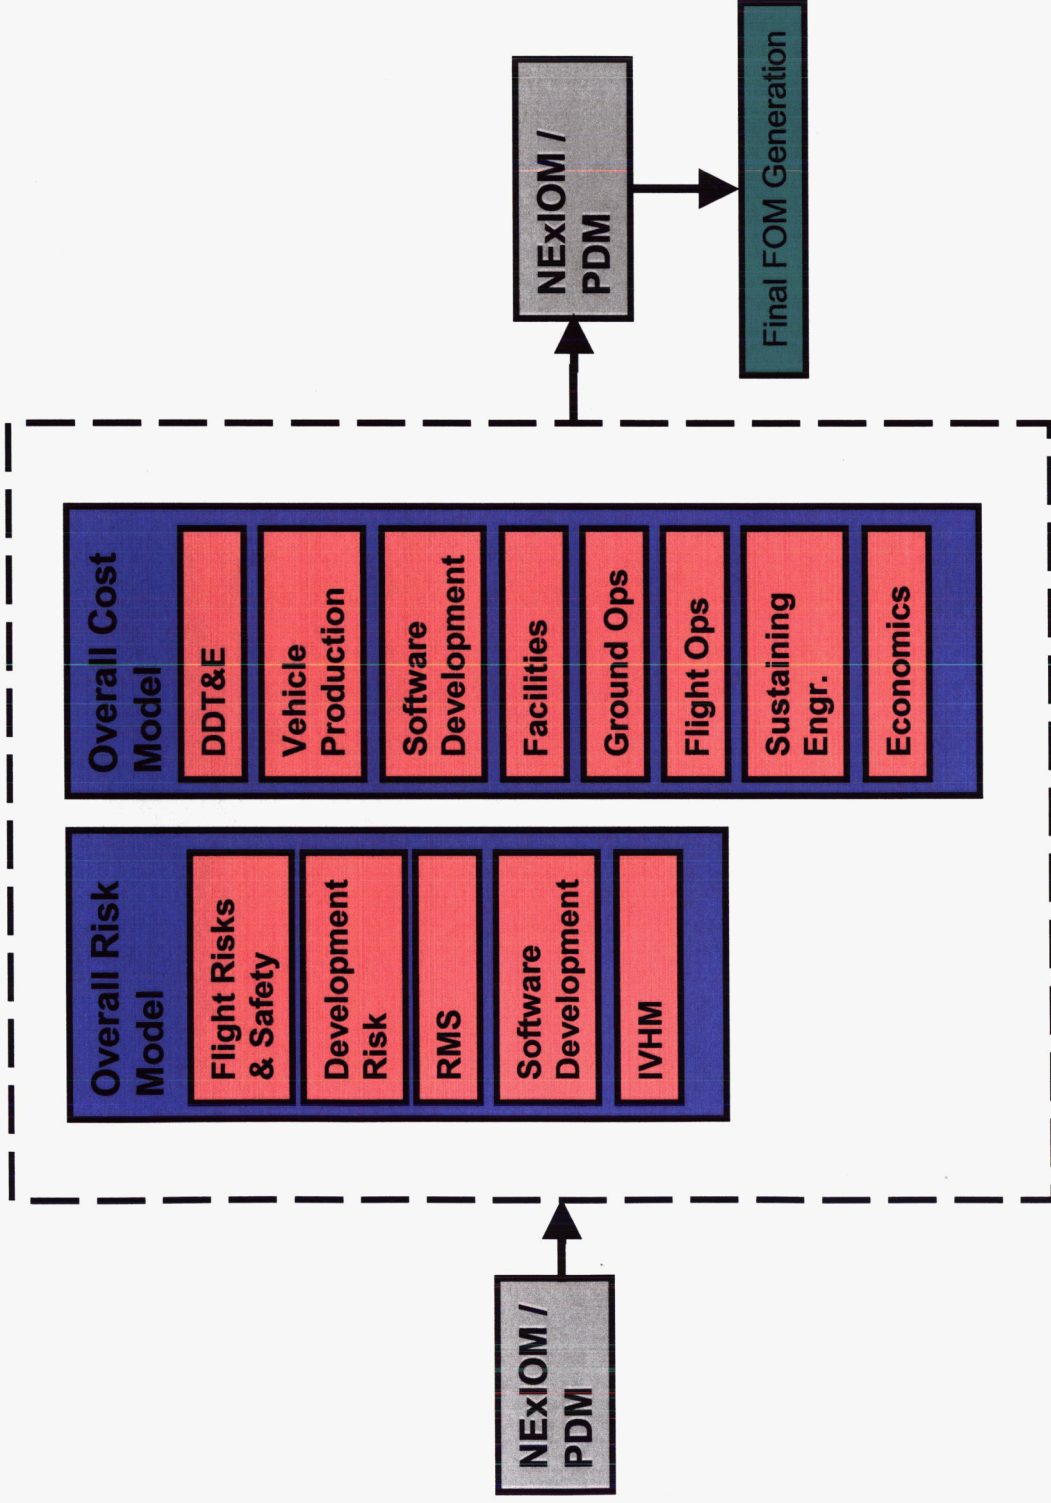 NExIOM /
PDM
Overall Risk
Model
Flight Risks
& Safety
Development
Risk
RMS
Software
Development
IVHM
Overall Cost
Model
DDT&E
Vehicle
Production
Software
Development
Facilities
Ground Ops
Flight Ops
Sustaining
Engr.
Economics
NExIOM /
PDM
Final FOM Generation